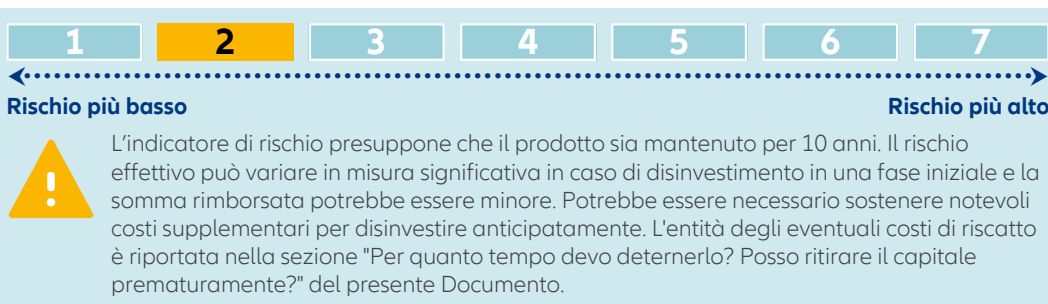 1 2 3 4 5 6 7
Rischio più basso Rischio più alto
L'indicatore di rischio presuppone che il prodotto sia mantenuto per 10 anni. Il rischio
effettivo può variare in misura significativa in caso di disinvestimento in una fase iniziale e la
somma rimborsata potrebbe essere minore. Potrebbe essere necessario sostenere notevoli
costi supplementari per disinvestire anticipatamente. L'entità degli eventuali costi di riscatto
è riportata nella sezione "Per quanto tempo devo deternerlo? Posso ritirare il capitale
prematuramente?" del presente Documento.